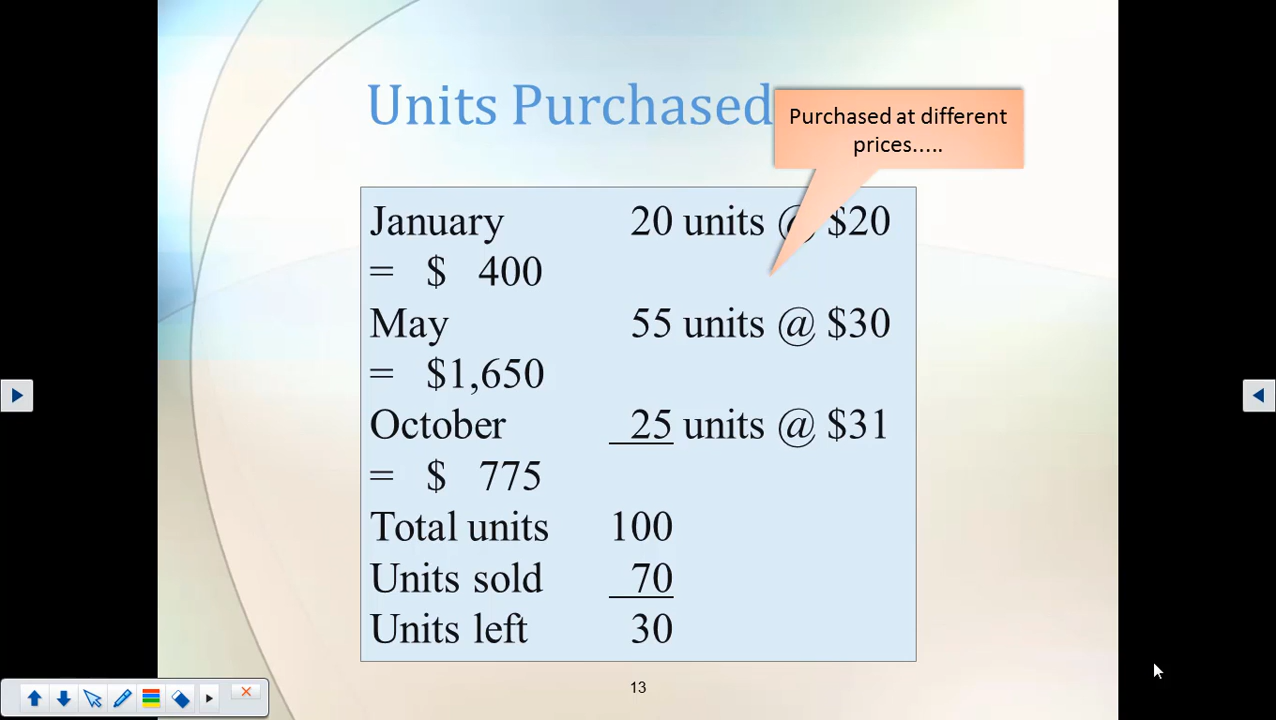 Units Purchased
Purchased at different
prices.....
January 20 units @ $20
= $ 400
May 55 units @ $30
= $1,650
October 25 units @ $31
= $ 775
Total units 100
Units sold 70
Units left 30
13